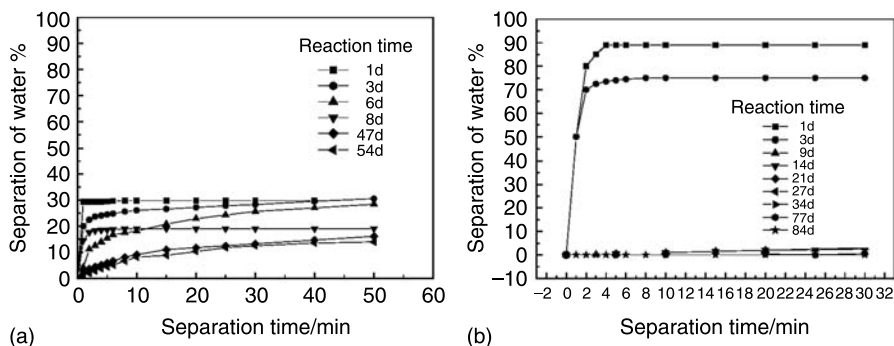 Separation of water %
100
90
80
70
60
50
40
30
20
10
0
0 10 20 30 40 50 60
Separation time/min
Reaction time
1d
3d
6d
8d
47d
54d
(a)
(b)
Separation of water %
100
90
80
70
60
50
40
30
20
10
0
−10
−2 0 2 4 6 8 10 12 14 16 18 20 22 24 26 28 30 32
Separation time/min
Reaction time
1d
3d
9d
14d
21d
27d
34d
77d
84d